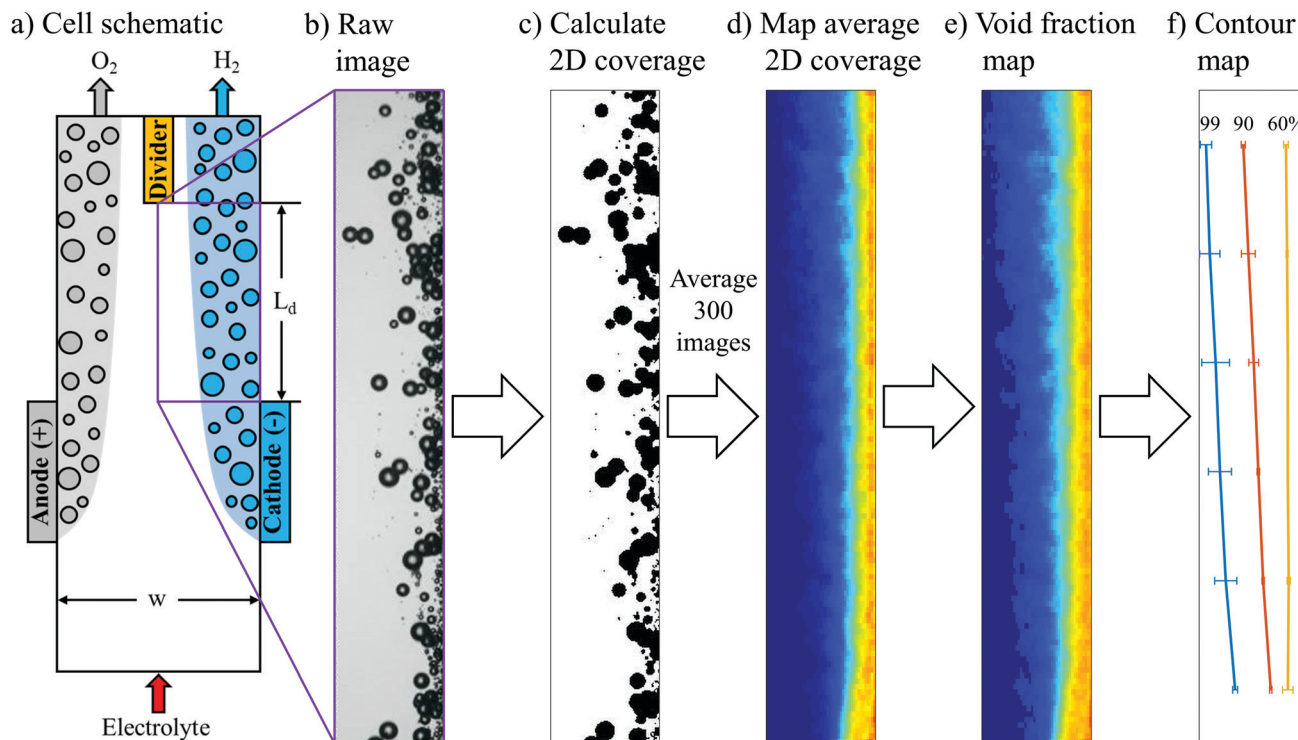 a) Cell schematic
O₂
H₂
Divider
L_d
Anode (+)
Cathode (-)
w
Electrolyte
b) Raw
image
c) Calculate
2D coverage
Average
300
images
d) Map average
2D coverage
e) Void fraction
map
f) Contour
map
99 90 60%